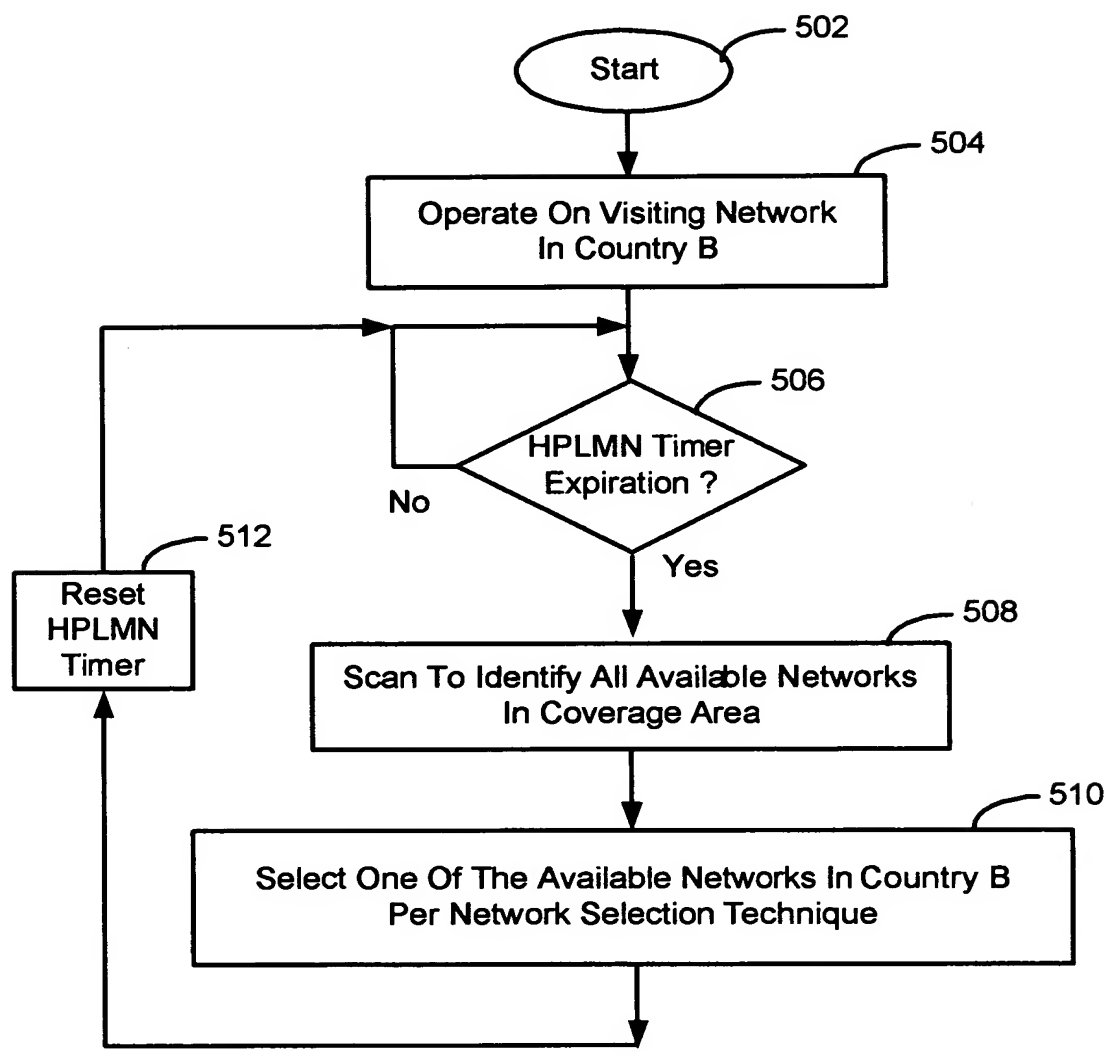 502
Start
504
Operate On Visiting Network
In Country B
506
HPLMN Timer
Expiration ?
No
Yes
512
Reset
HPLMN
Timer
508
Scan To Identify All Available Networks
In Coverage Area
510
Select One Of The Available Networks In Country B
Per Network Selection Technique